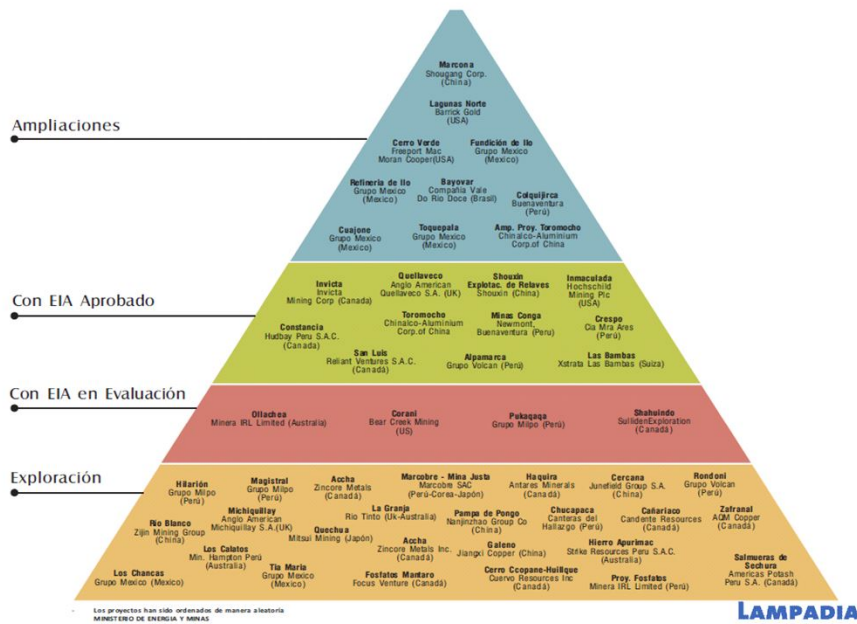 Marcona
Shougang Corp.
(China)
Lagunas Norte
Barrick Gold
(USA)
Ampliaciones
Cerro Verde
Freeport Mac
Moran Cooper(USA)
Fundición de Ilo
Grupo Mexico
(Mexico)
Refinería de Ilo
Grupo Mexico
(Mexico)
Bayovar
Compañia Vale
Do Rio Doce (Brasil)
Colquijirca
Buenaventura
(Perú)
Cuajone
Grupo Mexico
(Mexico)
Toquepala
Grupo Mexico
(Mexico)
Amp. Proy. Toromocho
Chinalco-Aluminium
Corp.of China
Con EIA Aprobado
Invicta
Invicta
Mining Corp (Canada)
Quellaveco
Anglo American
Quellaveco S.A. (UK)
Shouxin
Explotac. de Relaves
Shouxin (China)
Inmaculada
Hochschild
Mining Plc
(USA)
Constancia
Hudbay Peru S.A.C.
(Canada)
Toromocho
Chinalco-Aluminium
Corp.of China
Minas Conga
Newmont,
Buenaventura (Peru)
Crespo
Cia Mra Ares
(Perú)
San Luis
Reliant Ventures S.A.C.
(Canadá)
Alpamarca
Grupo Volcan (Perú)
Las Bambas
Xstrata Las Bambas (Suiza)
Con EIA en Evaluación
Ollachea
Minera IRL Limited (Australia)
Corani
Bear Creek Mining
(US)
Pukaqaqa
Grupo Milpo (Perú)
Shahuindo
SullidenExploration
(Canadá)
Exploración
Hilarión
Grupo Milpo
(Perú)
Magistral
Grupo Milpo
(Perú)
Accha
Zincore Metals
(Canadá)
Marcobre - Mina Justa
Marcobre SAC
(Perú-Corea-Japón)
Haquira
Antares Minerals
(Canadá)
Cercana
Junefield Group S.A.
(China)
Rondoni
Grupo Volcan
(Perú)
Río Blanco
Zijin Mining Group
(China)
Michiquillay
Anglo American
Michiquillay S.A.(UK)
La Granja
Rio Tinto (Uk-Australia)
Quechua
Mitsui Mining (Japón)
Pampa de Pongo
Nanjinzhao Group Co
(China)
Chucapaca
Canteras del
Hallazgo (Perú)
Cañariaco
Candente Resources
(Canadá)
Zafranal
AQM Copper
(Canadá)
Los Calatos
Min. Hampton Perú
(Australia)
Accha
Zincore Metals Inc.
(Canadá)
Galeno
Jiangxi Copper (China)
Hierro Apurimac
Strike Resources Peru S.A.C.
(Australia)
Los Chancas
Grupo Mexico (Mexico)
Tia Maria
Grupo Mexico
(Mexico)
Fosfatos Mantaro
Focus Venture (Canadá)
Cerro Ccopane-Huillque
Cuervo Resources Inc
(Canadá)
Proy. Fosfatos
Minera IRL Limited (Perú)
Salmueras de
Sechura
Americas Potash
Peru S.A. (Canadá)
- Los proyectos han sido ordenados de manera aleatoria
MINISTERIO DE ENERGIA Y MINAS
LAMPADIA